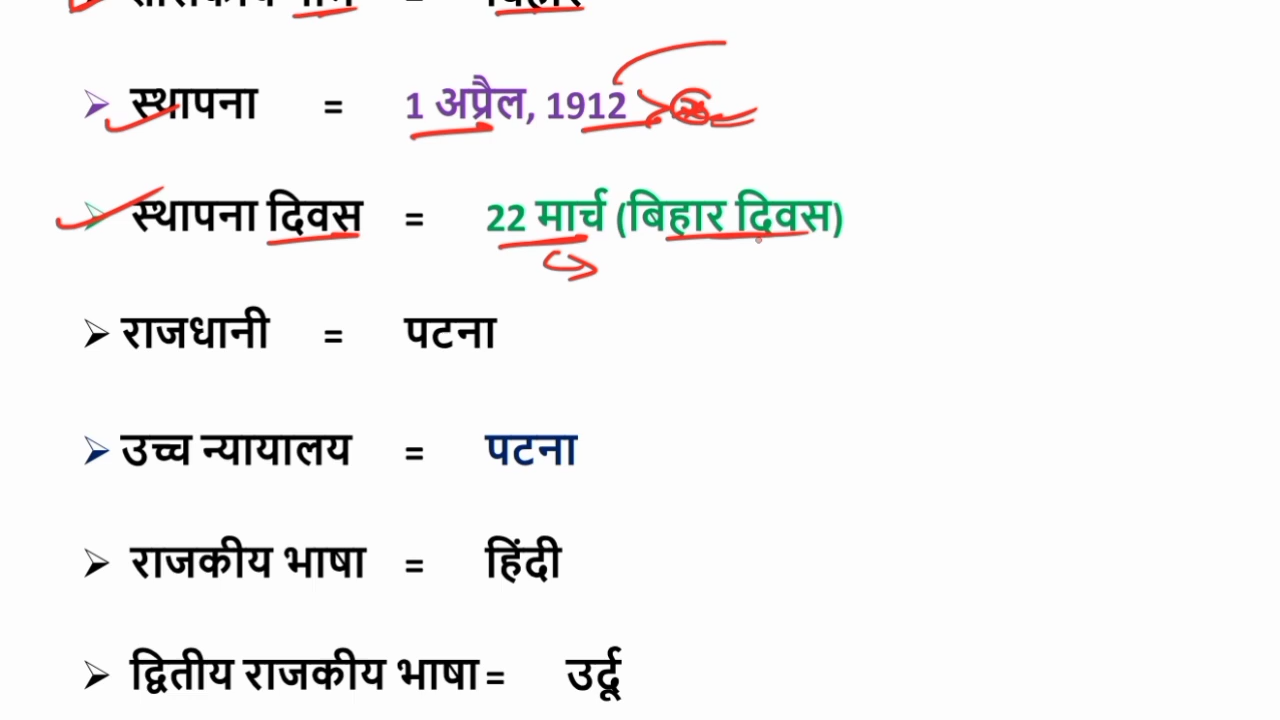 नाम = बिहार
➢ स्थापना = 1 अप्रैल, 1912
➢ स्थापना दिवस = 22 मार्च (बिहार दिवस)
➢ राजधानी = पटना
➢ उच्च न्यायालय = पटना
➢ राजकीय भाषा = हिंदी
➢ द्वितीय राजकीय भाषा = उर्दू